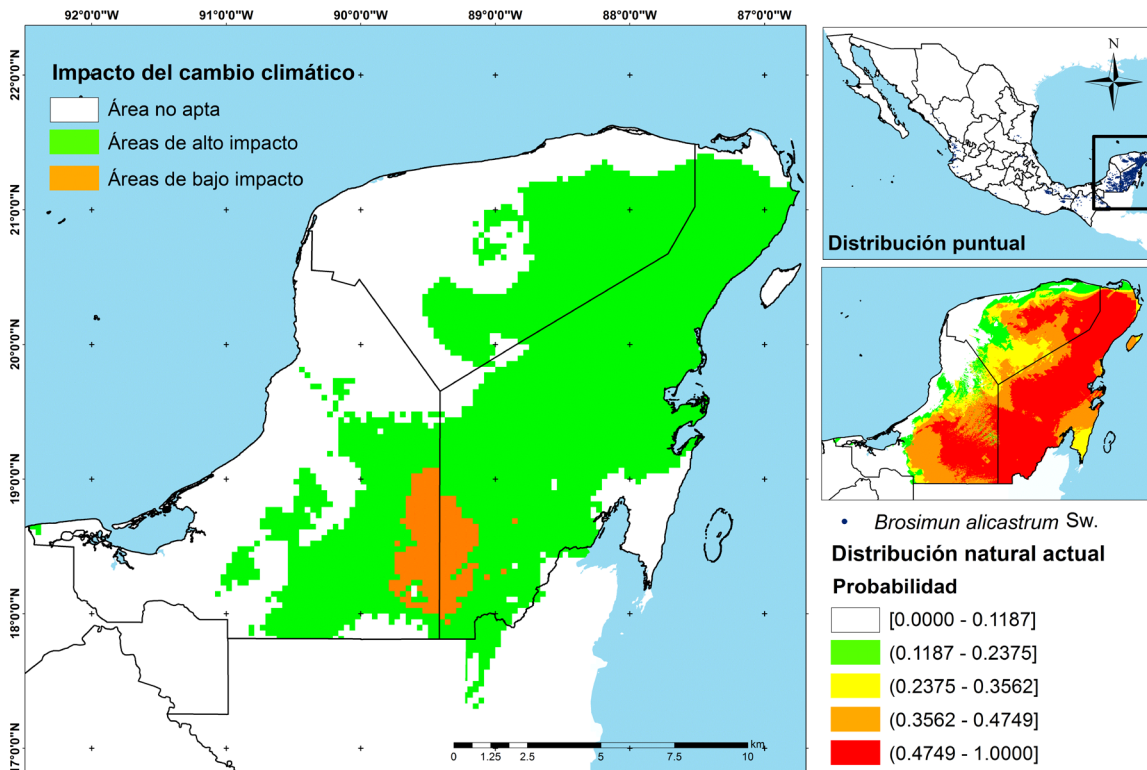 92°0'0"W 91°0'0"W 90°0'0"W 89°0'0"W 88°0'0"W 87°0'0"W
22°0'0"N
21°0'0"N
20°0'0"N
19°0'0"N
18°0'0"N
17°0'0"N
Impacto del cambio climático
Área no apta
Áreas de alto impacto
Áreas de bajo impacto
km
0 1.25 2.5 5 7.5 10
N
Distribución puntual
Brosimun alicastrum Sw.
Distribución natural actual
Probabilidad
[0.0000 - 0.1187]
(0.1187 - 0.2375]
(0.2375 - 0.3562]
(0.3562 - 0.4749]
(0.4749 - 1.0000]